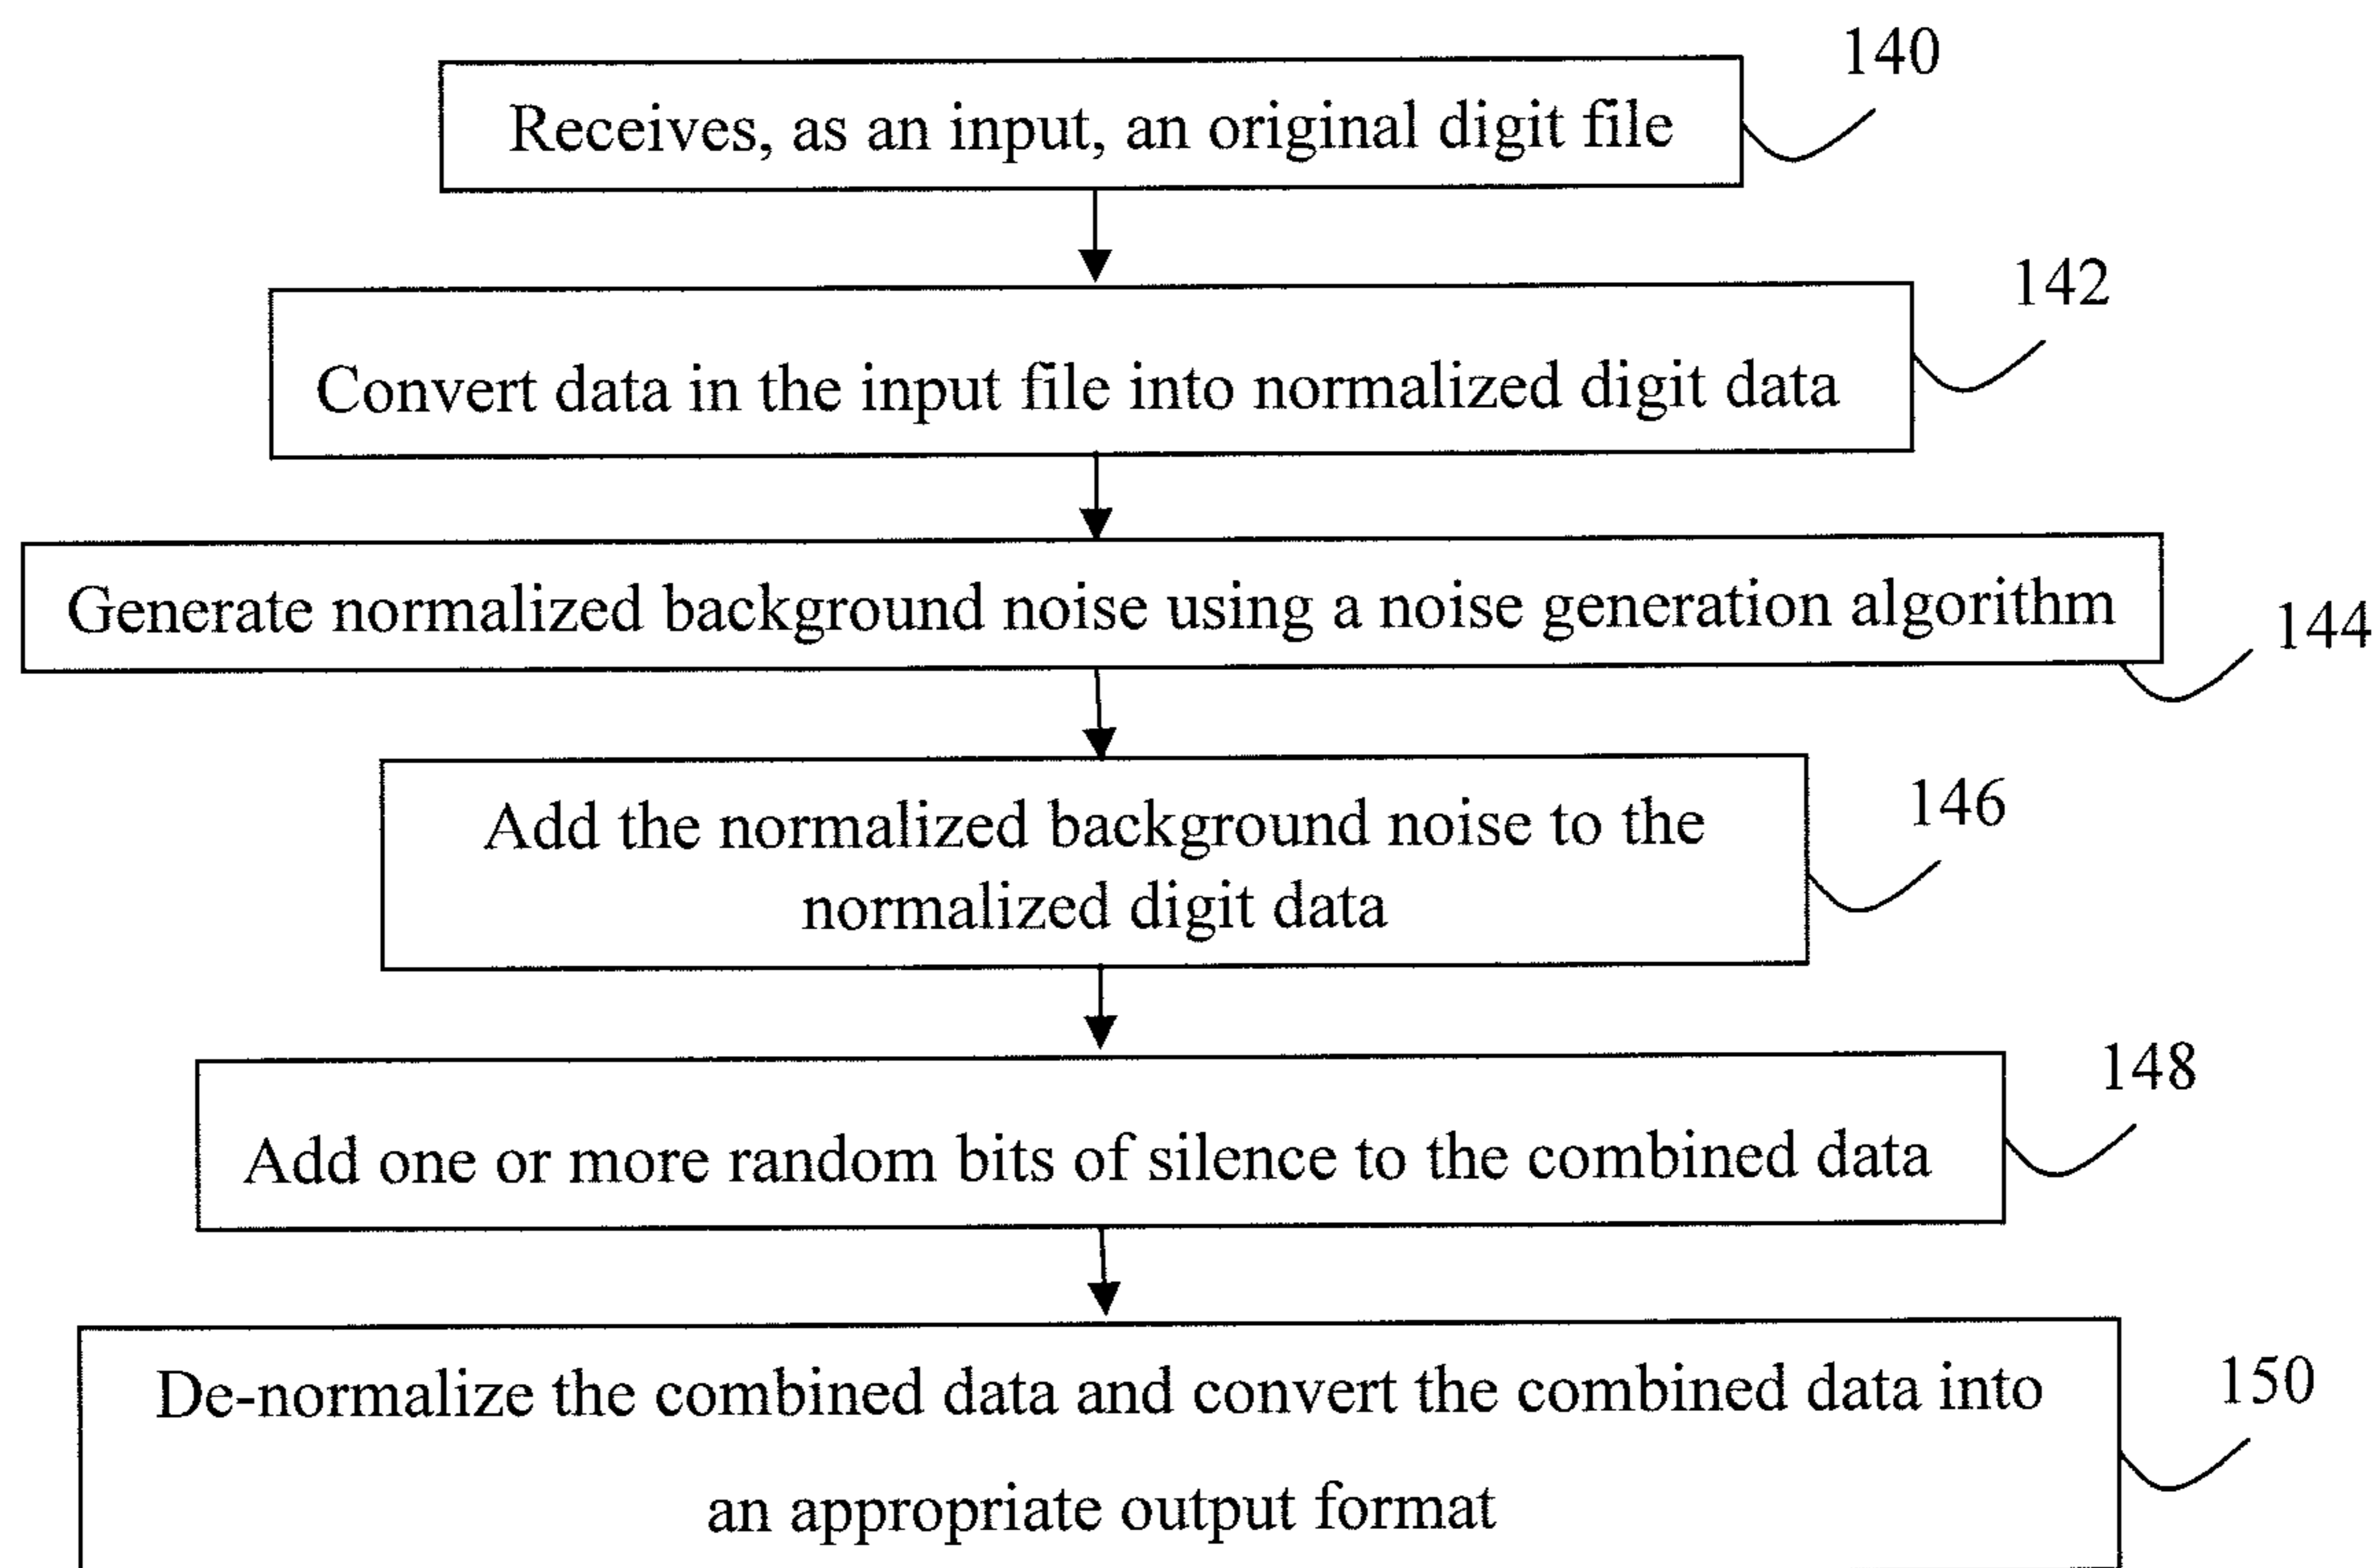 140
Receives, as an input, an original digit file
142
Convert data in the input file into normalized digit data
Generate normalized background noise using a noise generation algorithm
144
Add the normalized background noise to the
normalized digit data
146
148
Add one or more random bits of silence to the combined data
De-normalize the combined data and convert the combined data into
an appropriate output format
150